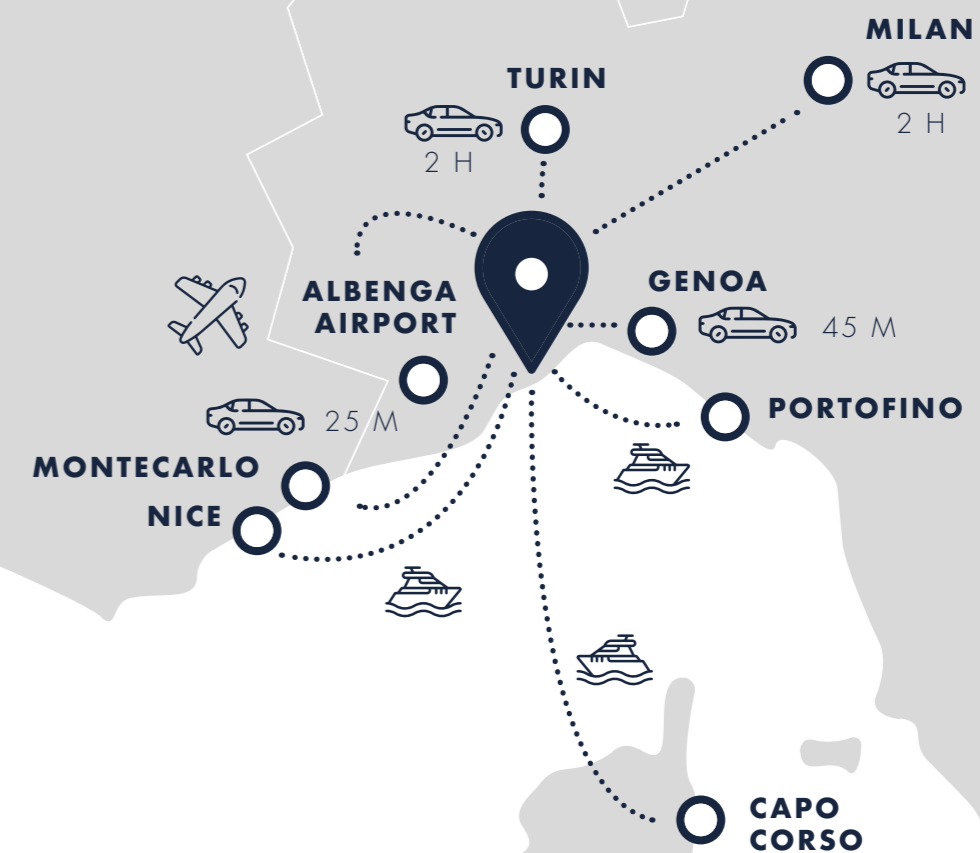 MILAN
2 H
TURIN
2 H
ALBENGA
AIRPORT
GENOA
45 M
25 M
PORTOFINO
MONTECARLO
NICE
CAPO
CORSO